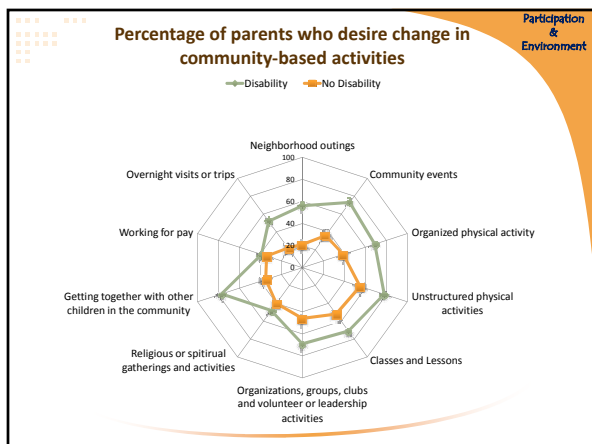 Participation
&
Environment
Percentage of parents who desire change in
community-based activities
Disability
No Disability
Neighborhood outings
Community events
Organized physical activity
Unstructured physical
activities
Classes and Lessons
Organizations, groups, clubs
and volunteer or leadership
activities
Religious or spitirual
gatherings and activities
Getting together with other
children in the community
Working for pay
Overnight visits or trips
100
80
60
40
20
0